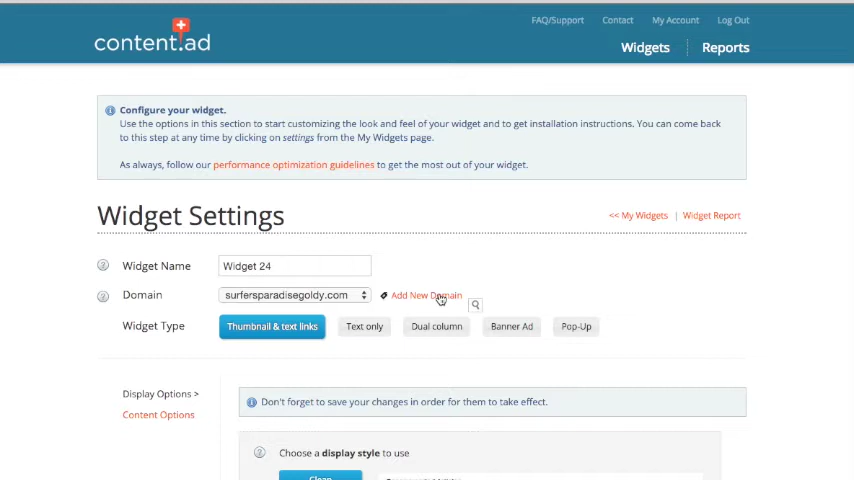 FAQ/Support Contact My Account Log Out
content.ad
Widgets Reports
Configure your widget.
Use the options in this section to start customizing the look and feel of your widget and to get installation instructions. You can come back
to this step at any time by clicking on settings from the My Widgets page.
As always, follow our performance optimization guidelines to get the most out of your widget.
Widget Settings
<< My Widgets | Widget Report
Widget Name Widget 24
Domain surfersparadisegoldy.com Add New Domain
Widget Type Thumbnail & text links Text only Dual column Banner Ad Pop-Up
Display Options >
Content Options
Don't forget to save your changes in order for them to take effect.
Choose a display style to use
Clean